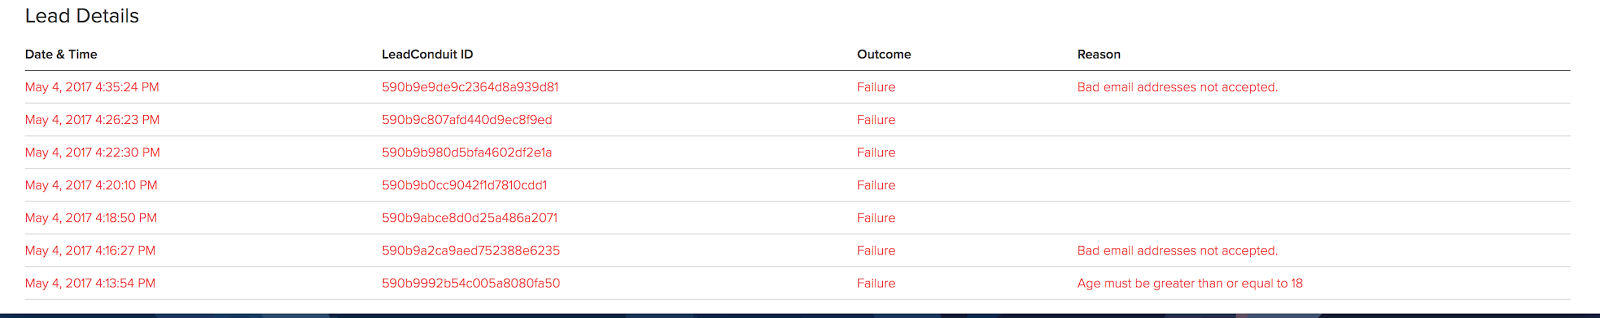 Lead Details
Date & Time LeadConduit ID Outcome Reason
May 4, 2017 4:35:24 PM 590b9e9de9c2364d8a939d81 Failure Bad email addresses not accepted.
May 4, 2017 4:26:23 PM 590b9c807afd440d9ec8f9ed Failure
May 4, 2017 4:22:30 PM 590b9b980d5bfa4602df2e1a Failure
May 4, 2017 4:20:10 PM 590b9b0cc9042f1d7810cdd1 Failure
May 4, 2017 4:18:50 PM 590b9abce8d0d25a486a2071 Failure
May 4, 2017 4:16:27 PM 590b9a2ca9aed752388e6235 Failure Bad email addresses not accepted.
May 4, 2017 4:13:54 PM 590b9992b54c005a8080fa50 Failure Age must be greater than or equal to 18